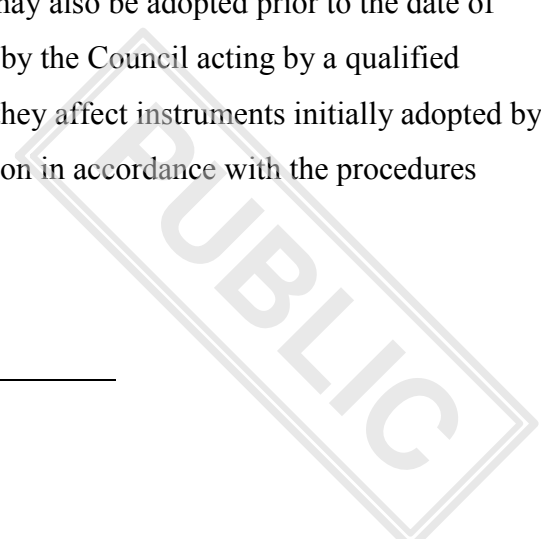 may also be adopted prior to the date of
by the Council acting by a qualified
they affect instruments initially adopted by
on in accordance with the procedures
PUBLIC